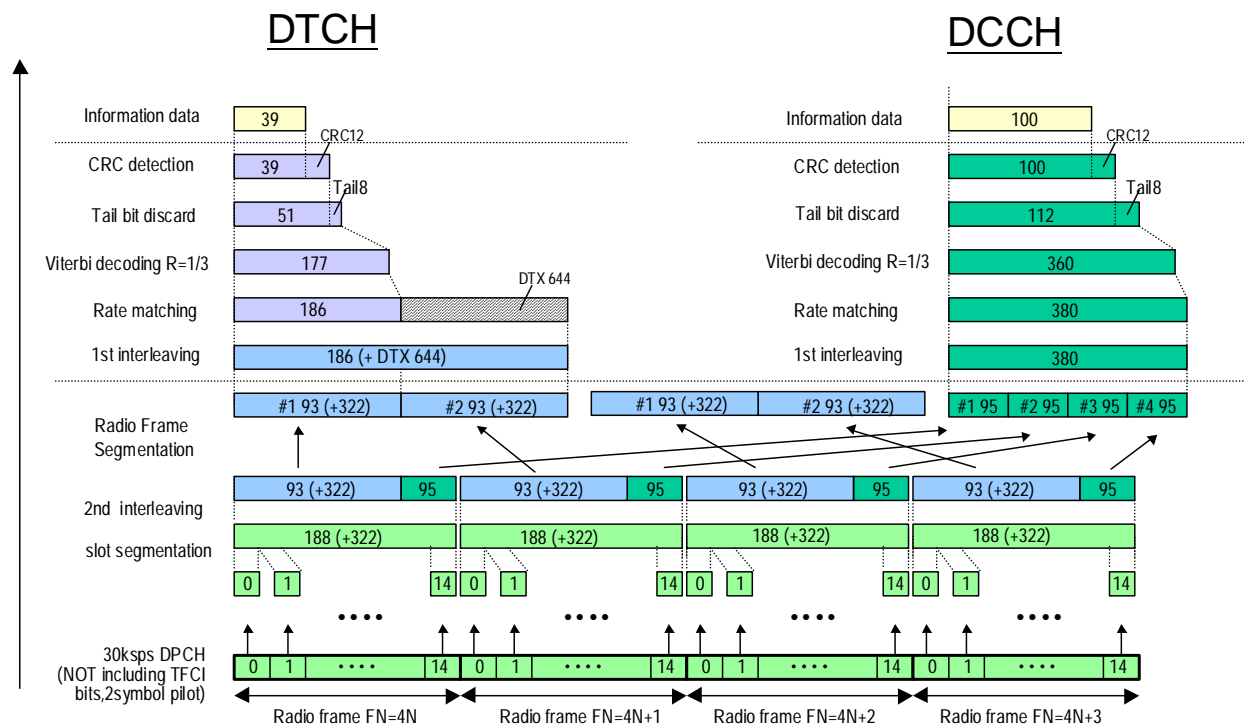 DTCH
DCCH
Information data
39
Information data
100
CRC12
CRC12
CRC detection
39
CRC detection
100
Tail8
Tail8
Tail bit discard
51
Tail bit discard
112
Viterbi decoding R=1/3
177
Viterbi decoding R=1/3
360
DTX 644
Rate matching
186
Rate matching
380
1st interleaving
186 (+ DTX 644)
1st interleaving
380
#1 93 (+322)
#2 93 (+322)
#1 93 (+322)
#2 93 (+322)
#1 95
#2 95
#3 95
#4 95
Radio Frame
Segmentation
93 (+322)
95
93 (+322)
95
93 (+322)
95
93 (+322)
95
2nd interleaving
188 (+322)
188 (+322)
188 (+322)
188 (+322)
slot segmentation
0
1
14
0
1
14
0
1
14
0
1
14
• • • •
• • • •
• • • •
• • • •
30ksps DPCH
(NOT including TFCI
bits,2symbol pilot)
0
1
• • • •
14
0
1
• • • •
14
0
1
• • • •
14
0
1
• • • •
14
Radio frame FN=4N
Radio frame FN=4N+1
Radio frame FN=4N+2
Radio frame FN=4N+3